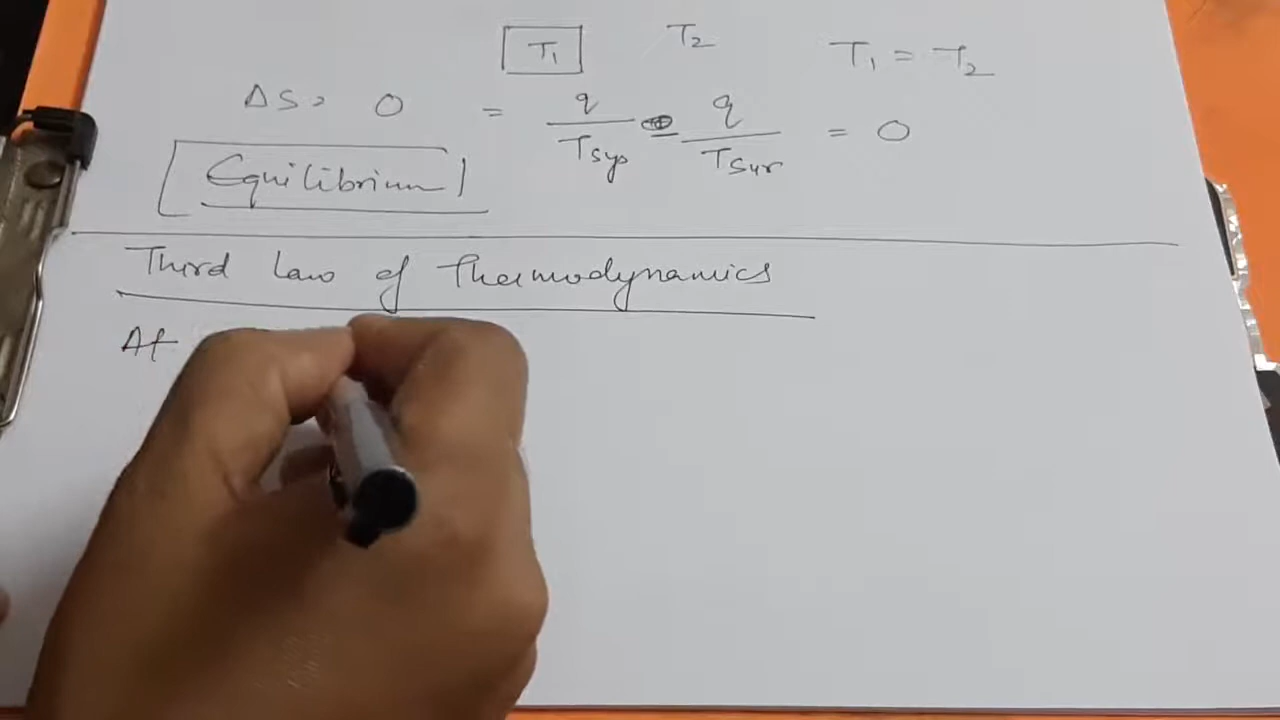 T₁ T₂ T₁ = T₂
ΔS = 0 = q/Tsys - q/Tsur = 0
Equilibrium
Third Law of Thermodynamics
At